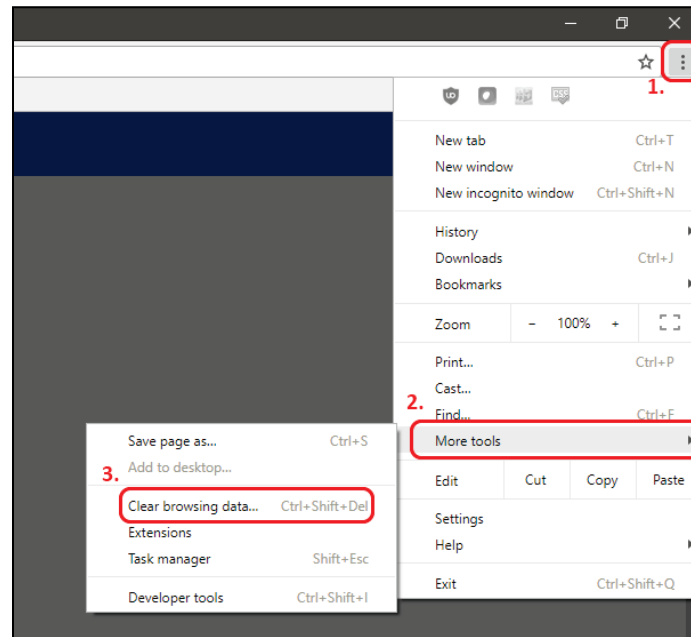 1.
New tab Ctrl+T
New window Ctrl+N
New incognito window Ctrl+Shift+N
History
Downloads Ctrl+J
Bookmarks
Zoom - 100% +
Print... Ctrl+P
Cast...
2.
Find... Ctrl+F
More tools
Edit Cut Copy Paste
Settings
Help
Exit Ctrl+Shift+Q
Save page as... Ctrl+S
3.
Add to desktop...
Clear browsing data... Ctrl+Shift+Del
Extensions
Task manager Shift+Esc
Developer tools Ctrl+Shift+I